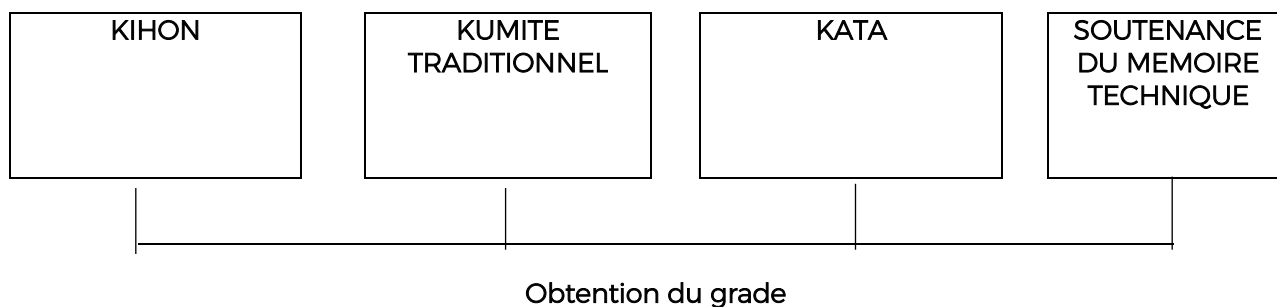 KIHON
KUMITE
TRADITIONNEL
KATA
SOUTENANCE
DU MEMOIRE
TECHNIQUE
Obtention du grade